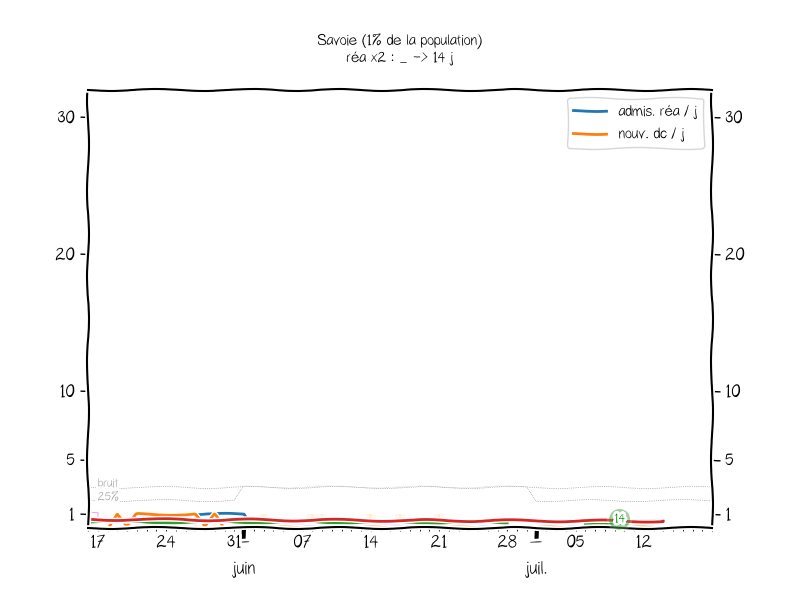 Savoie (1% de la population)
réa x2 : _ -> 14 j
admis. réa / j
nouv. dc / j
30
30
20
20
10
10
5
5
bruit
25%
1
1
14
17 24 31 07 14 21 28 05 12
juin juil.